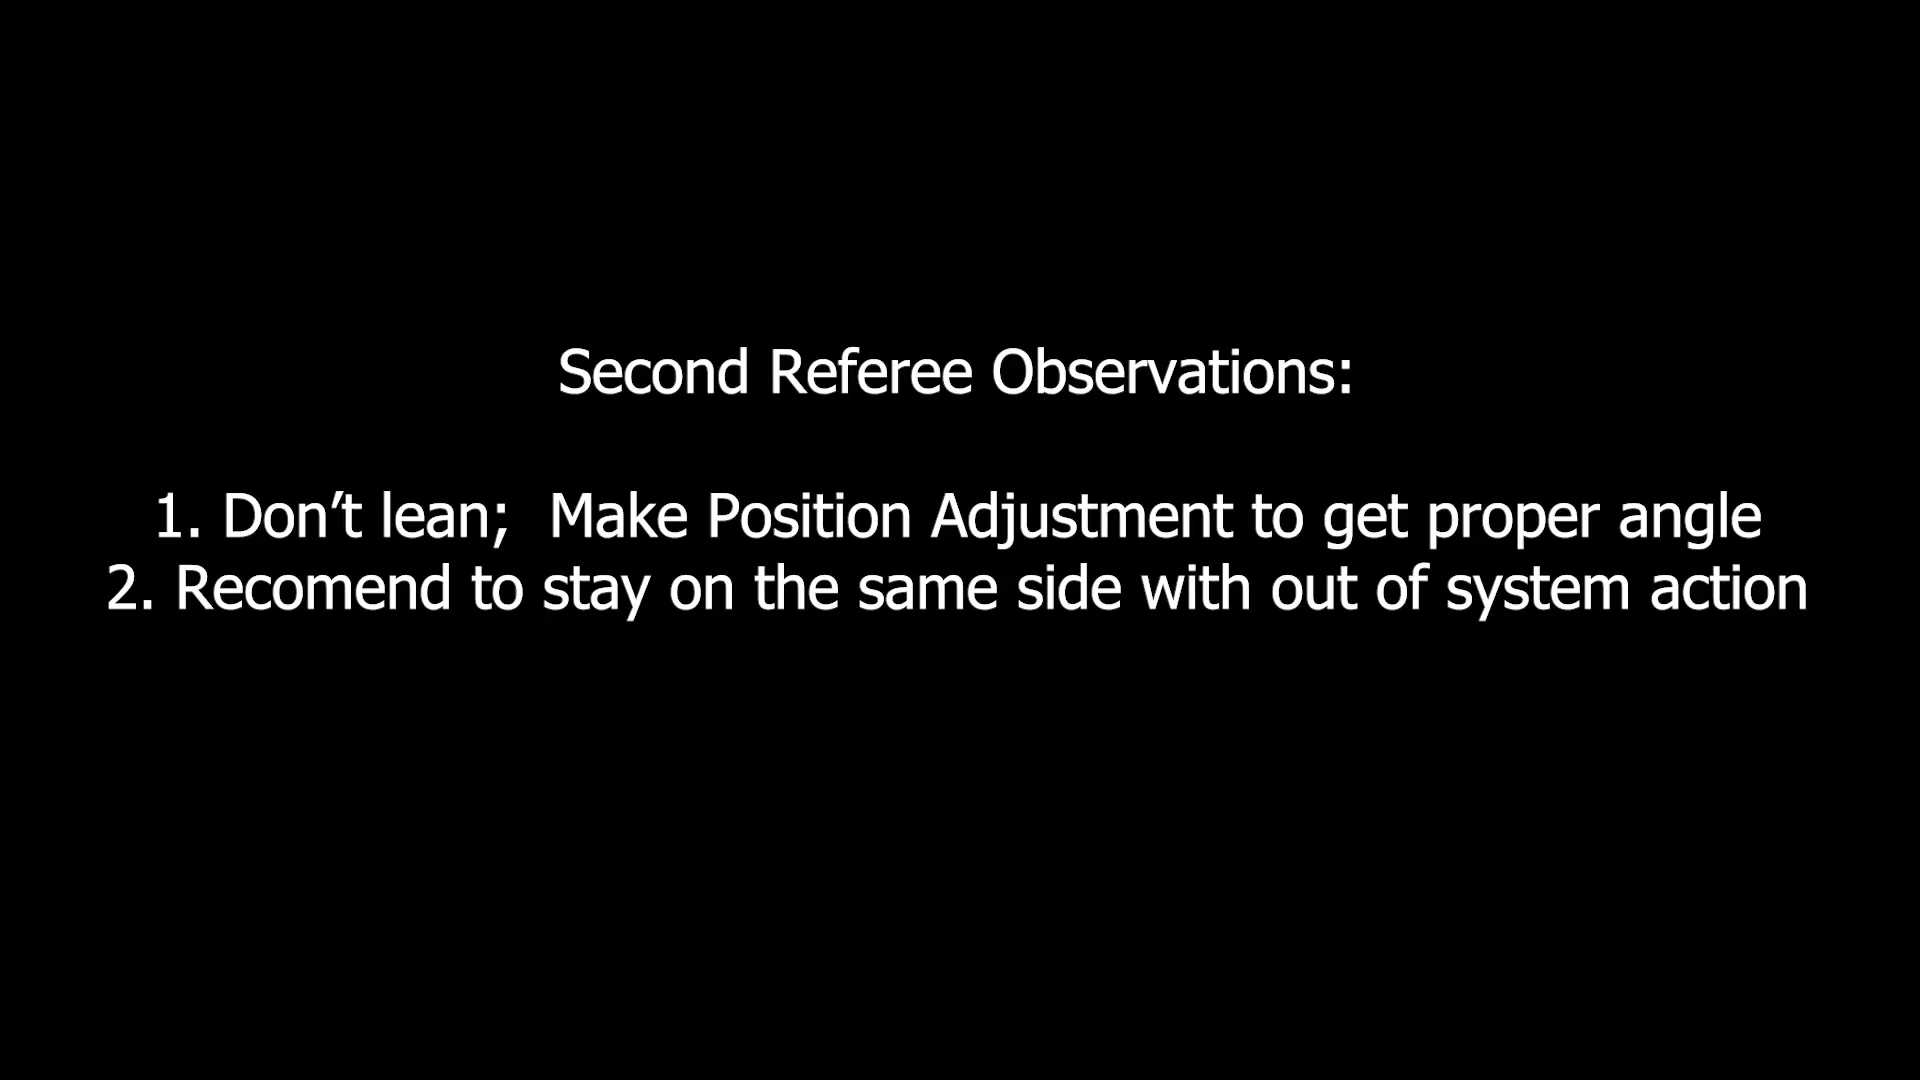 Second Referee Observations:
1. Don’t lean;  Make Position Adjustment to get proper angle
2. Recomend to stay on the same side with out of system action